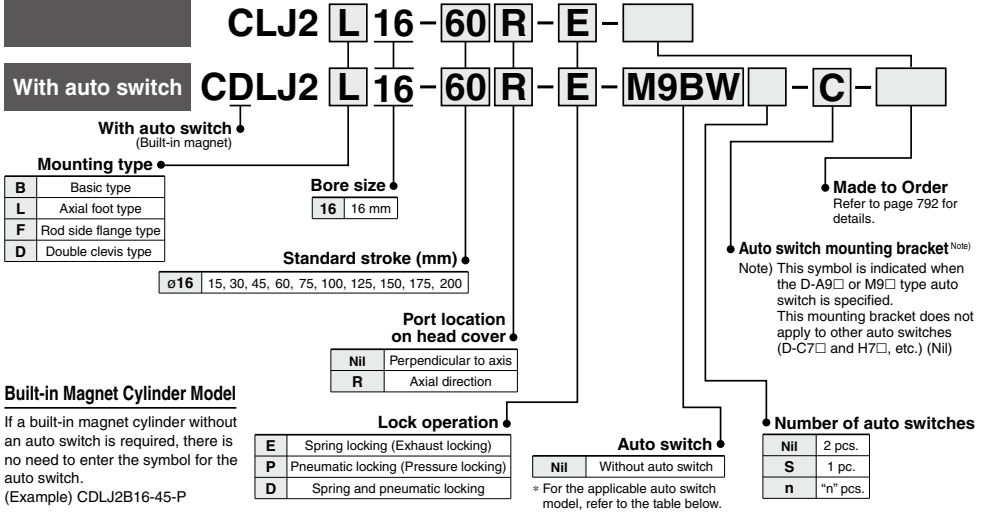 CLJ2 L 16 - 60 R - E -
With auto switch CDLJ2 L 16 - 60 R - E - M9BW - C -
With auto switch
(Built-in magnet)
Mounting type
B Basic type
L Axial foot type
F Rod side flange type
D Double clevis type
Bore size
16 16 mm
Standard stroke (mm)
ø16 15, 30, 45, 60, 75, 100, 125, 150, 175, 200
Port location
on head cover
Nil Perpendicular to axis
R Axial direction
Built-in Magnet Cylinder Model
If a built-in magnet cylinder without
an auto switch is required, there is
no need to enter the symbol for the
auto switch.
(Example) CDLJ2B16-45-P
Lock operation
E Spring locking (Exhaust locking)
P Pneumatic locking (Pressure locking)
D Spring and pneumatic locking
Auto switch
Nil Without auto switch
* For the applicable auto switch
model, refer to the table below.
Made to Order
Refer to page 792 for
details.
Auto switch mounting bracket Note)
Note) This symbol is indicated when
the D-A9□ or M9□ type auto
switch is specified.
This mounting bracket does not
apply to other auto switches
(D-C7□ and H7□, etc.) (Nil)
Number of auto switches
Nil 2 pcs.
S 1 pc.
n "n" pcs.